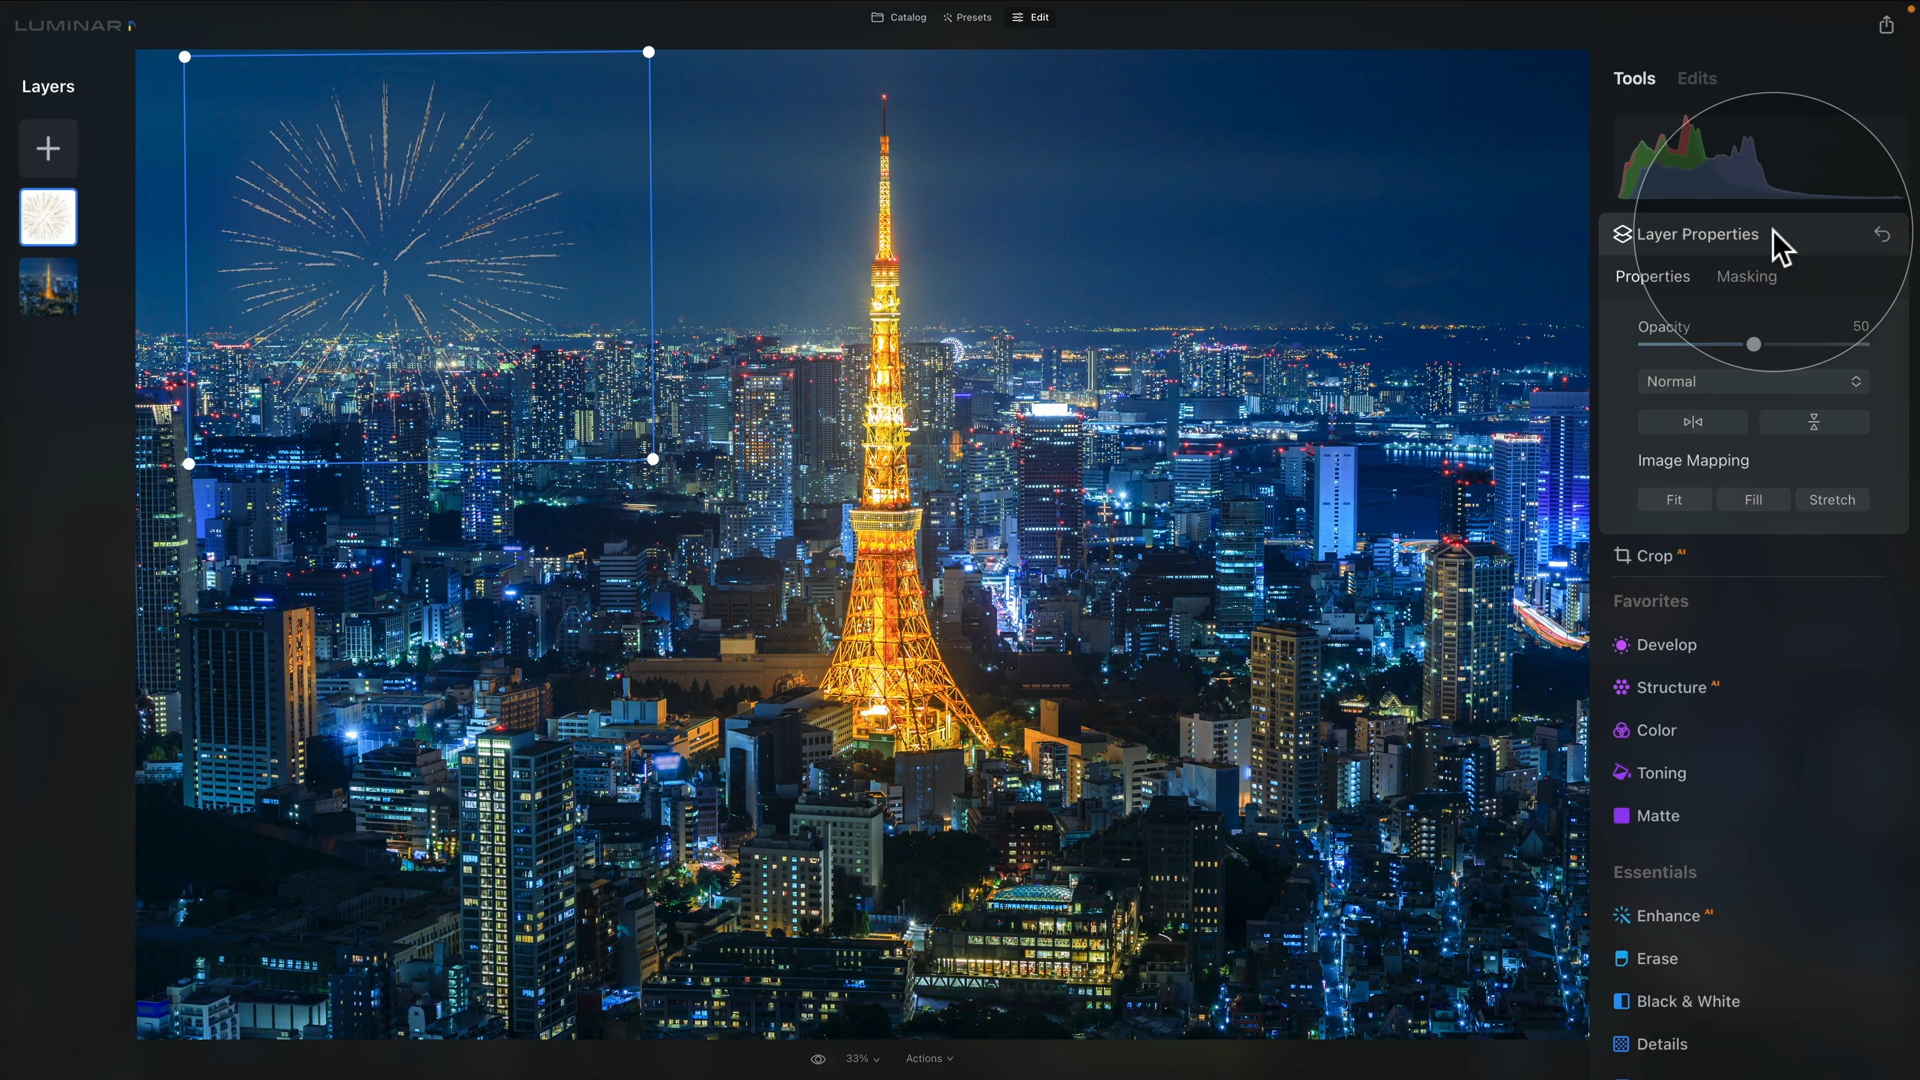 LUMINAR
Catalog
Presets
Edit
Layers
Tools
Edits
Layer Properties
Properties
Masking
Opacity
50
Normal
Image Mapping
Fit
Fill
Stretch
Crop AI
Favorites
Develop
Structure AI
Color
Toning
Matte
Essentials
Enhance AI
Erase
Black & White
Details
33%
Actions